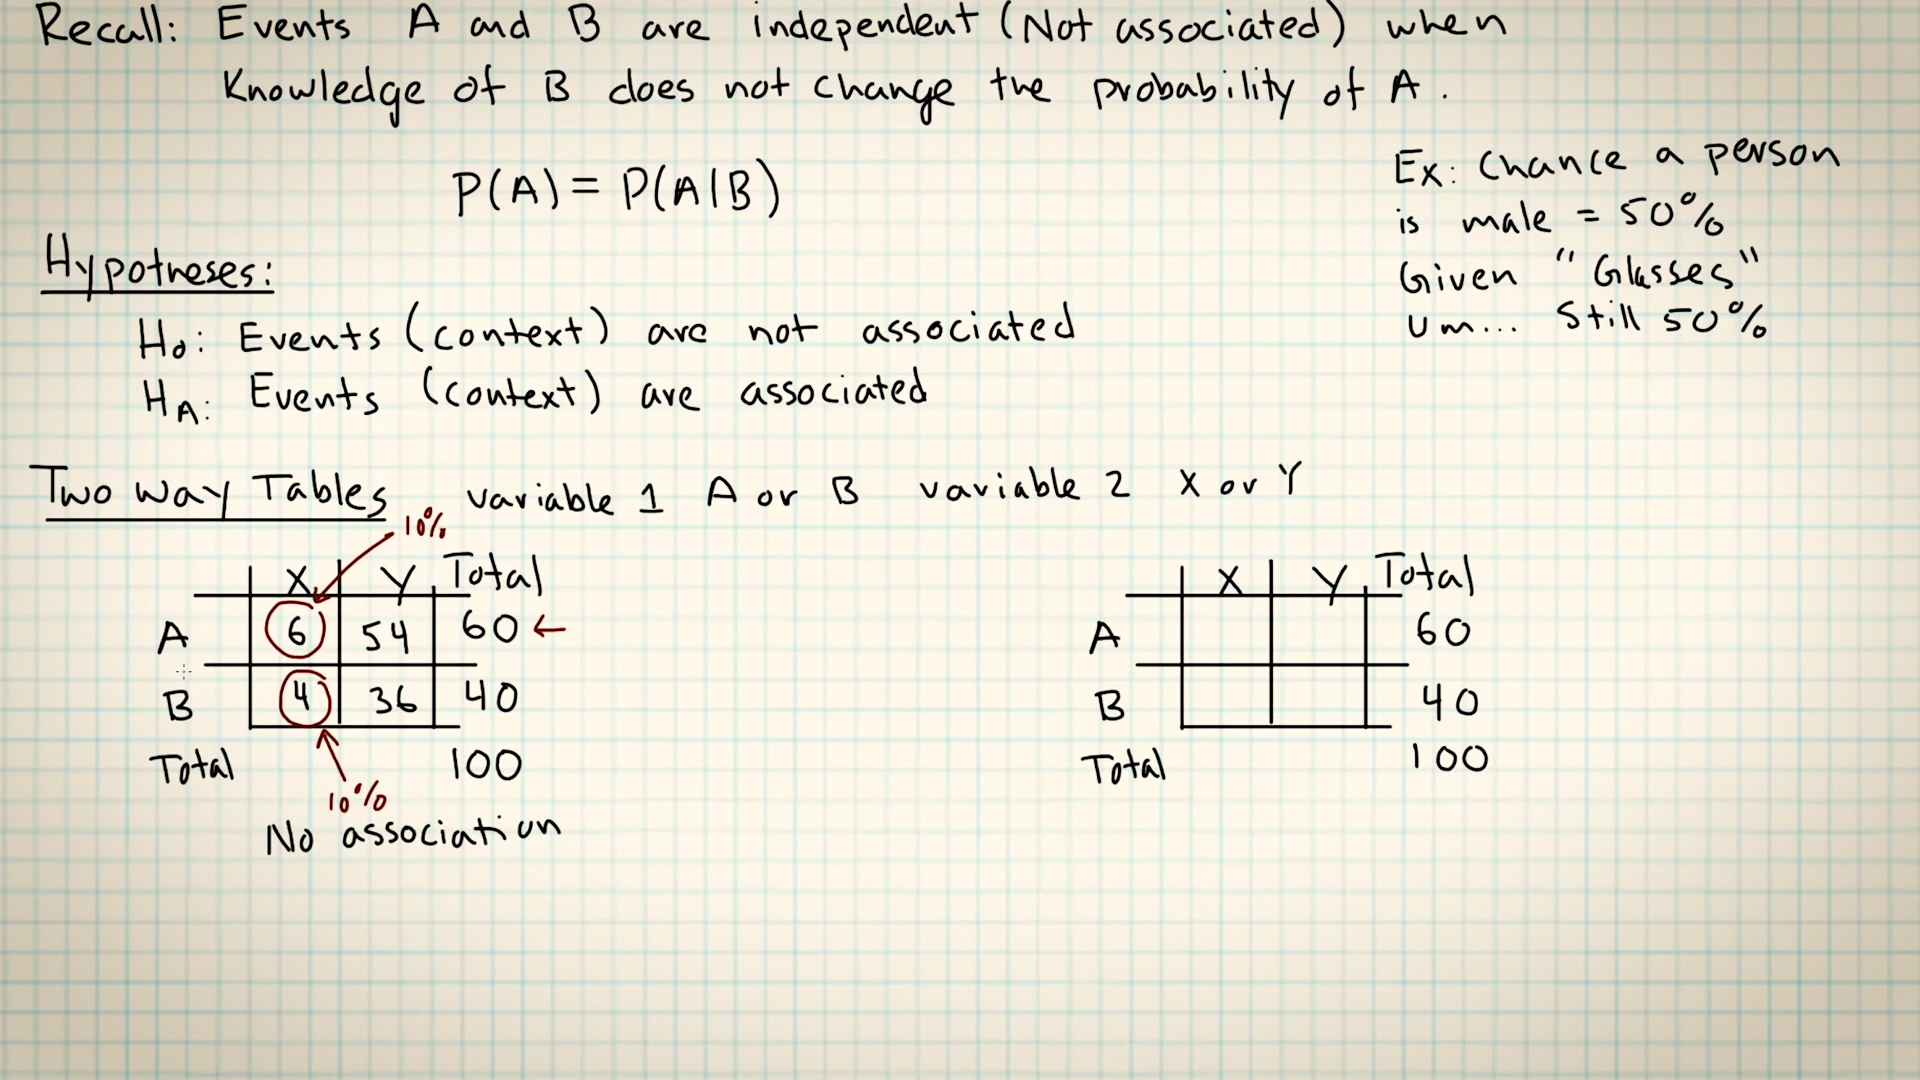 Recall: Events A and B are independent (Not associated) when
Knowledge of B does not change the probability of A.
P(A) = P(A|B)
Ex: Chance a person
is male = 50%
Given "Glasses"
Um... Still 50%
Hypotheses:
H0: Events (context) are not associated
HA: Events (context) are associated
Two way Tables variable 1 A or B variable 2 X or Y
10%
X Y Total
A 6 54 60 ←
B 4 36 40
Total 100
10%
No association
X Y Total
A 60
B 40
Total 100